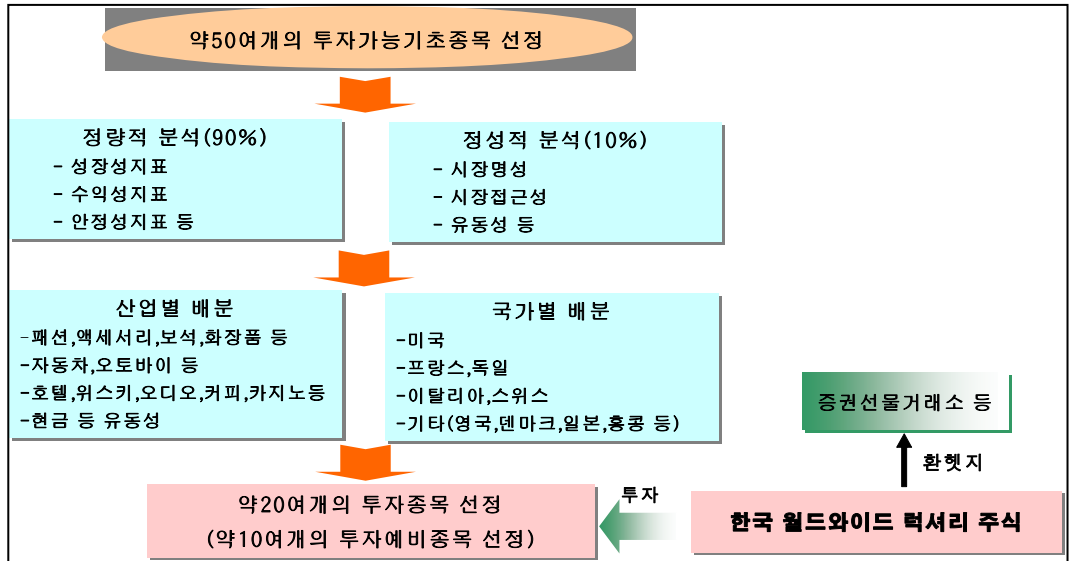 약50여개의 투자가능기초종목 선정
정량적 분석(90%)
- 성장성지표
- 수익성지표
- 안정성지표 등
정성적 분석(10%)
- 시장명성
- 시장접근성
- 유동성 등
산업별 배분
-패션,액세서리,보석,화장품 등
-자동차,오토바이 등
-호텔,위스키,오디오,커피,카지노등
-현금 등 유동성
국가별 배분
-미국
-프랑스,독일
-이탈리아,스위스
-기타(영국,덴마크,일본,홍콩 등)
증권선물거래소 등
환헷지
약20여개의 투자종목 선정
(약10여개의 투자예비종목 선정)
투자
한국 월드와이드 럭셔리 주식